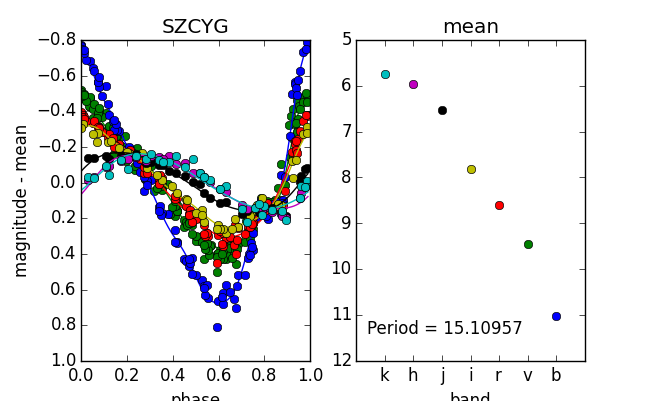 SZCYG
mean
magnitude - mean
−0.8
−0.6
−0.4
−0.2
0.0
0.2
0.4
0.6
0.8
1.0
0.0 0.2 0.4 0.6 0.8 1.0
phase
5
6
7
8
9
10
11
12
Period = 15.10957
k h j i r v b
band